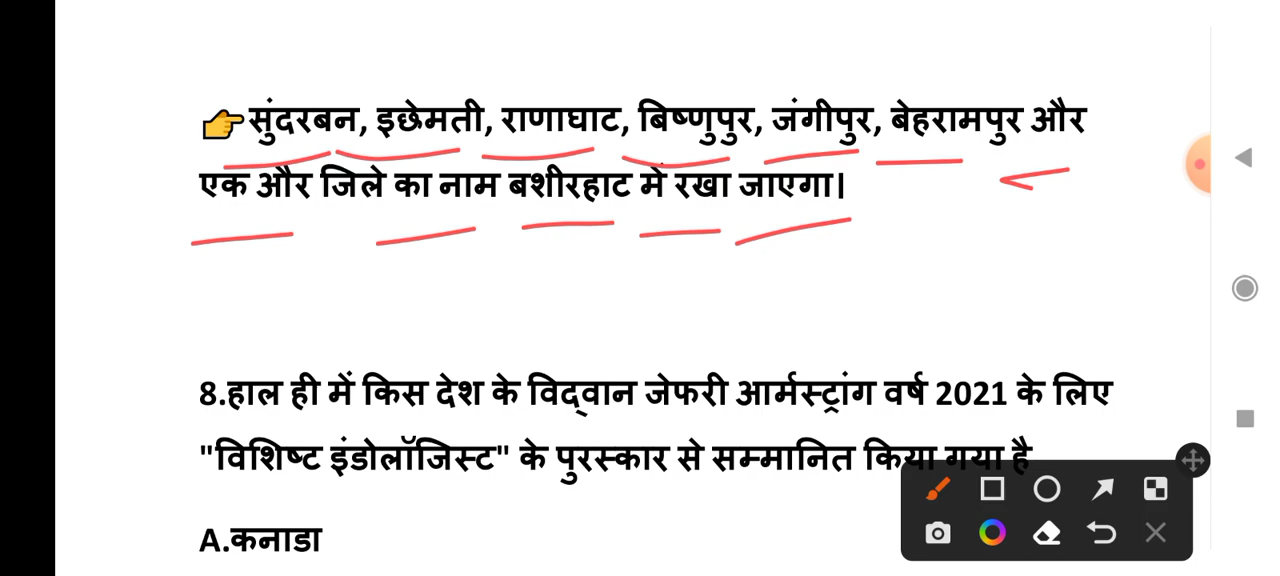 👉सुंदरबन, इछेमती, राणाघाट, बिष्णुपुर, जंगीपुर, बेहरामपुर और
एक और जिले का नाम बशीरहाट में रखा जाएगा।
8.हाल ही में किस देश के विद्वान जेफरी आर्मस्ट्रांग वर्ष 2021 के लिए
"विशिष्ट इंडोलॉजिस्ट" के पुरस्कार से सम्मानित किया गया है
A.कनाडा